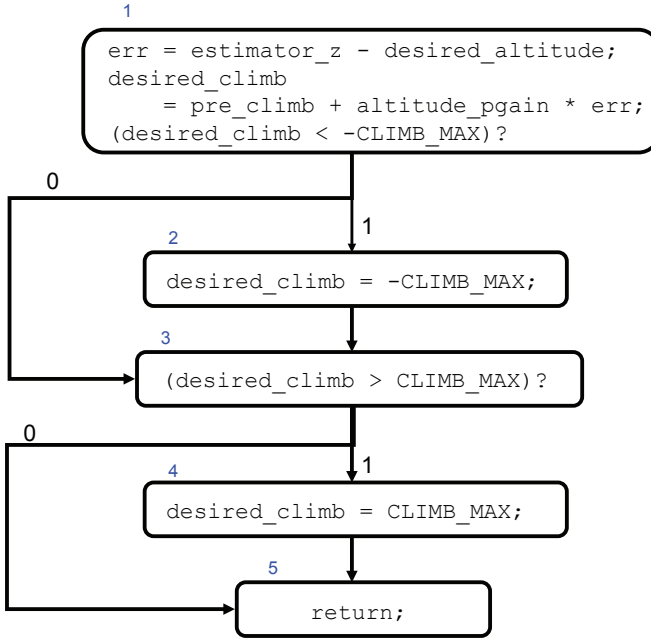 1
err = estimator_z - desired_altitude;
desired_climb
= pre_climb + altitude_pgain * err;
(desired_climb < -CLIMB_MAX)?
0
1
2
desired_climb = -CLIMB_MAX;
3
(desired_climb > CLIMB_MAX)?
0
1
4
desired_climb = CLIMB_MAX;
5
return;